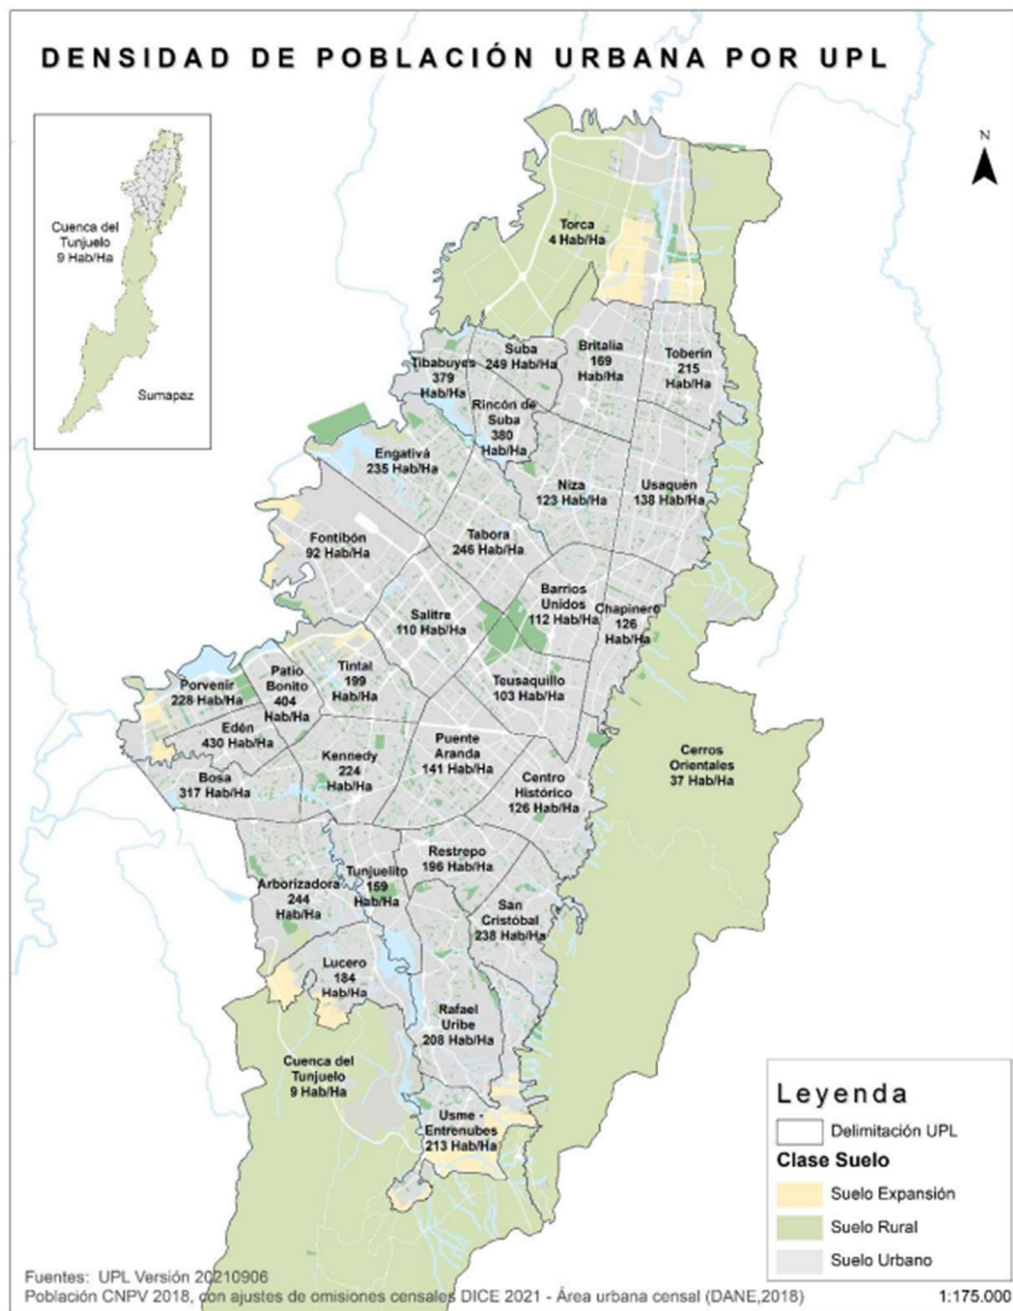 DENSIDAD DE POBLACIÓN URBANA POR UPL
Cuenca del
Tunjuelo
9 Hab/Ha
Sumapaz
N
Torca
4 Hab/Ha
Suba
249 Hab/Ha
Britalia
169
Hab/Ha
Toberín
215
Hab/Ha
Tibabuyes
379
Hab/Ha
Rincón de
Suba
380
Hab/Ha
Engativá
235 Hab/Ha
Niza
123 Hab/Ha
Usaquén
138 Hab/Ha
Fontibón
92 Hab/Ha
Tabora
246 Hab/Ha
Barrios
Unidos
112 Hab/Ha
Chapinero
126
Hab/Ha
Salitre
110 Hab/Ha
Teusaquillo
103 Hab/Ha
Porvenir
228 Hab/Ha
Patio
Bonito
404
Hab/Ha
Tintal
199
Hab/Ha
Edén
430 Hab/Ha
Bosa
317 Hab/Ha
Kennedy
224
Hab/Ha
Puente
Aranda
141 Hab/Ha
Centro
Histórico
126 Hab/Ha
Cerros
Orientales
37 Hab/Ha
Restrepo
196 Hab/Ha
Tunjuelito
159
Hab/Ha
Arborizadora
244
Hab/Ha
San
Cristóbal
238 Hab/Ha
Lucero
184
Hab/Ha
Rafael
Uribe
208 Hab/Ha
Cuenca del
Tunjuelo
9 Hab/Ha
Usme -
Entrenubes
213 Hab/Ha
Leyenda
Delimitación UPL
Clase Suelo
Suelo Expansión
Suelo Rural
Suelo Urbano
Fuentes: UPL Versión 20210906
Población CNPV 2018, con ajustes de omisiones censales DICE 2021 - Área urbana censal (DANE,2018)
1:175.000